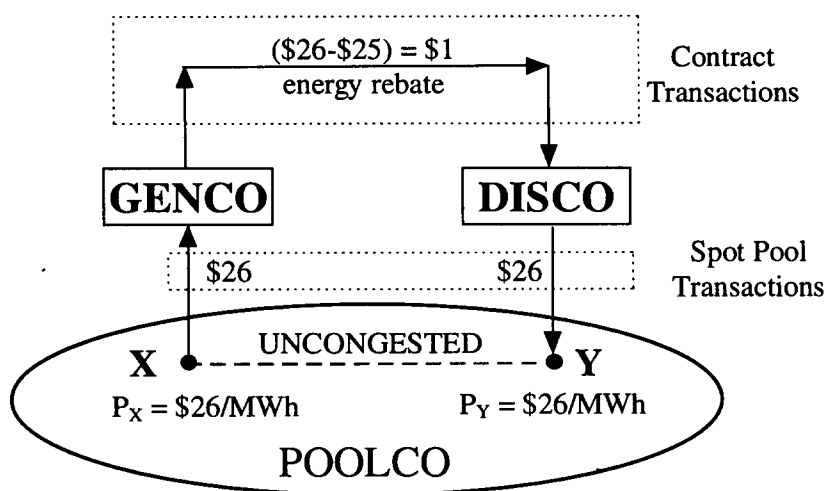 ($26-$25) = $1
energy rebate
Contract
Transactions
GENCO
DISCO
$26
$26
Spot Pool
Transactions
UNCONGESTED
X
Y
P_X = $26/MWh
P_Y = $26/MWh
POOLCO